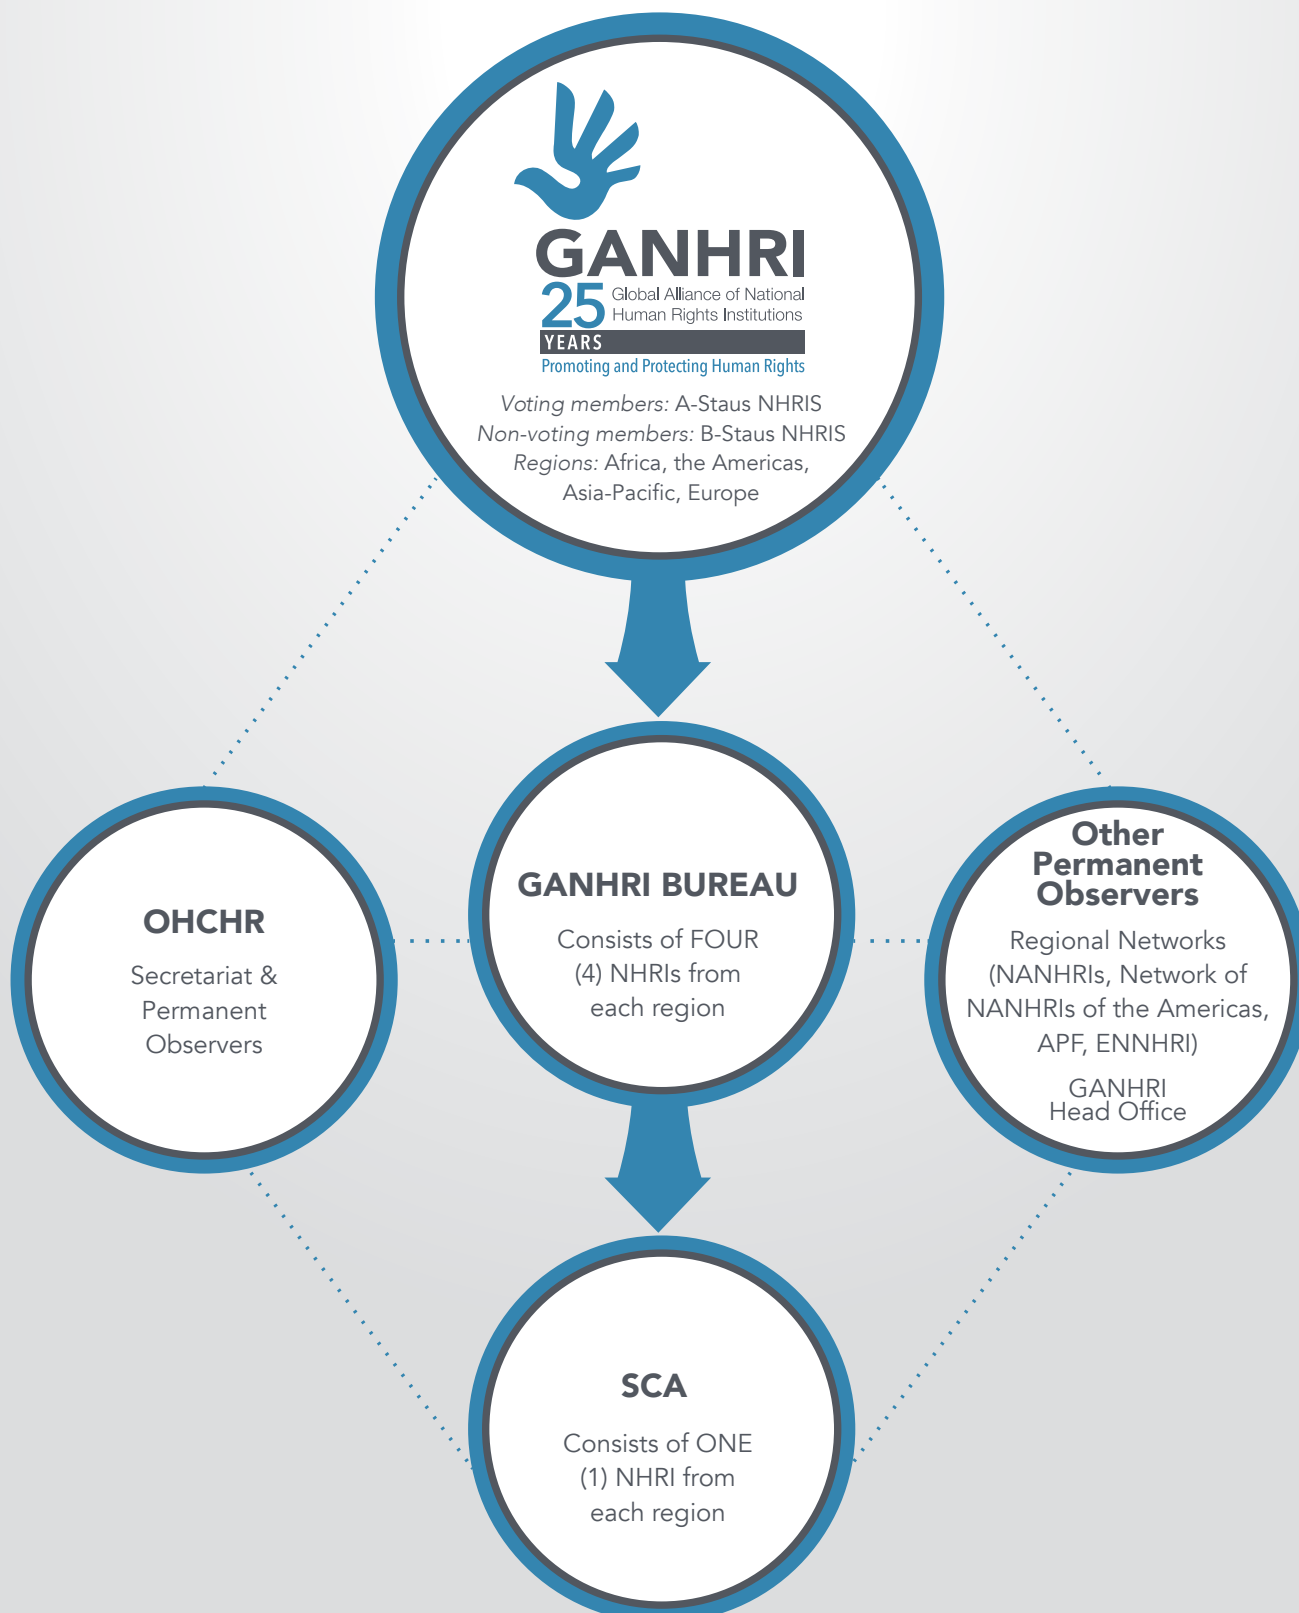 GANHRI
25 Global Alliance of National
Human Rights Institutions
YEARS
Promoting and Protecting Human Rights
Voting members: A-Staus NHRIS
Non-voting members: B-Staus NHRIS
Regions: Africa, the Americas,
Asia-Pacific, Europe
OHCHR
Secretariat &
Permanent
Observers
GANHRI BUREAU
Consists of FOUR
(4) NHRIs from
each region
Other
Permanent
Observers
Regional Networks
(NANHRIs, Network of
NANHRIs of the Americas,
APF, ENNHRI)
GANHRI
Head Office
SCA
Consists of ONE
(1) NHRI from
each region